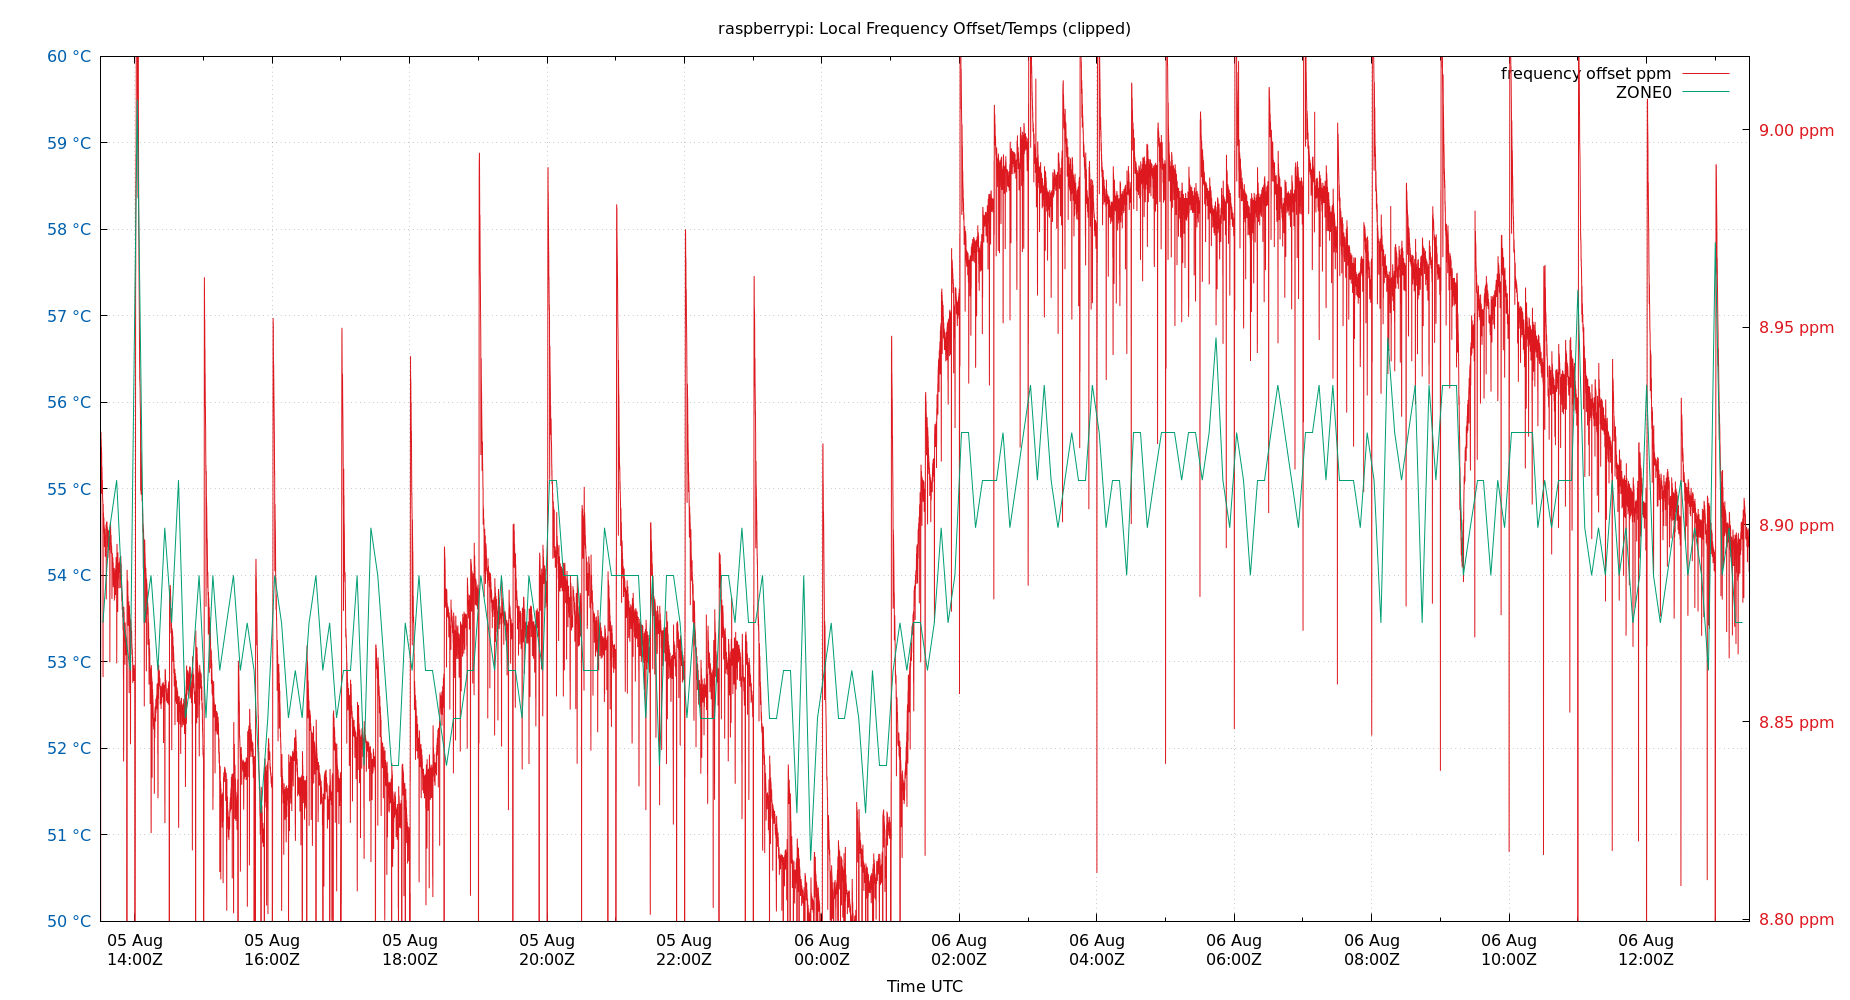 raspberrypi: Local Frequency Offset/Temps (clipped)
60 °C
59 °C
58 °C
57 °C
56 °C
55 °C
54 °C
53 °C
52 °C
51 °C
50 °C
frequency offset ppm
ZONE0
9.00 ppm
8.95 ppm
8.90 ppm
8.85 ppm
8.80 ppm
05 Aug 05 Aug 05 Aug 05 Aug 05 Aug 06 Aug 06 Aug 06 Aug 06 Aug 06 Aug 06 Aug 06 Aug
14:00Z 16:00Z 18:00Z 20:00Z 22:00Z 00:00Z 02:00Z 04:00Z 06:00Z 08:00Z 10:00Z 12:00Z
Time UTC